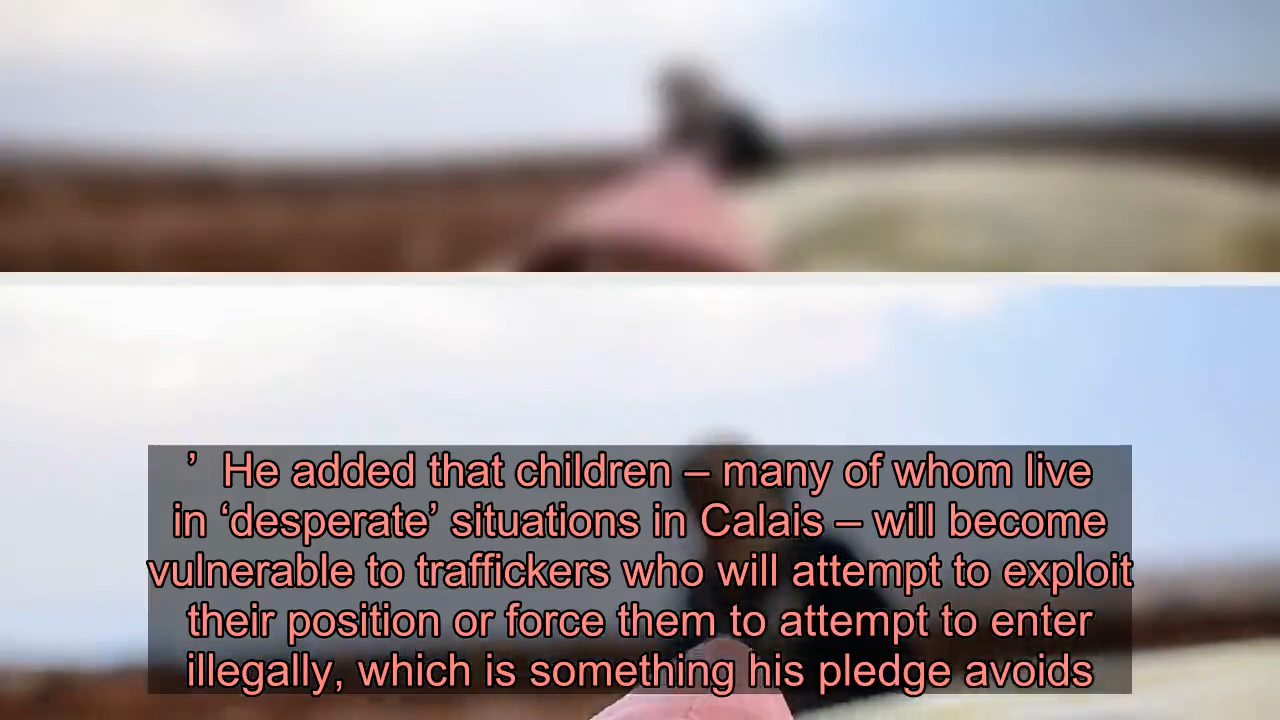 ’ He added that children – many of whom live
in ‘desperate’ situations in Calais – will become
vulnerable to traffickers who will attempt to exploit
their position or force them to attempt to enter
illegally, which is something his pledge avoids